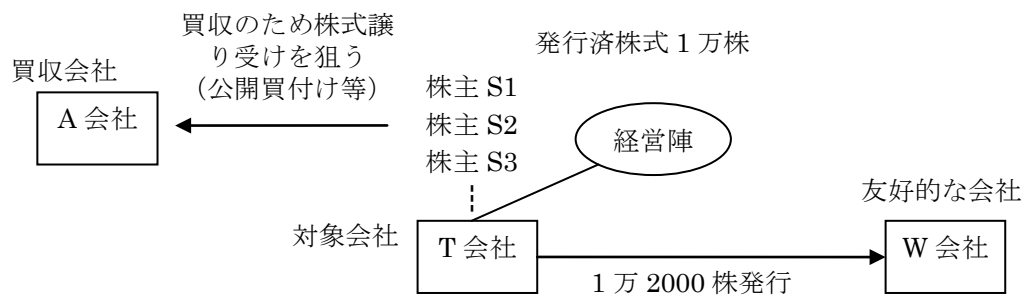 買収のため株式譲
り受けを狙う
(公開買付け等)
発行済株式 1 万株
買収会社
A 会社
株主 S1
株主 S2
株主 S3
経営陣
友好的な会社
対象会社
T 会社
W 会社
1 万 2000 株発行